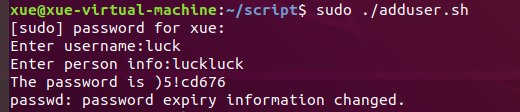 xue@xue-virtual-machine:~/script$ sudo ./adduser.sh
[sudo] password for xue:
Enter username:luck
Enter person info:luckluck
The password is )5!cd676
passwd: password expiry information changed.